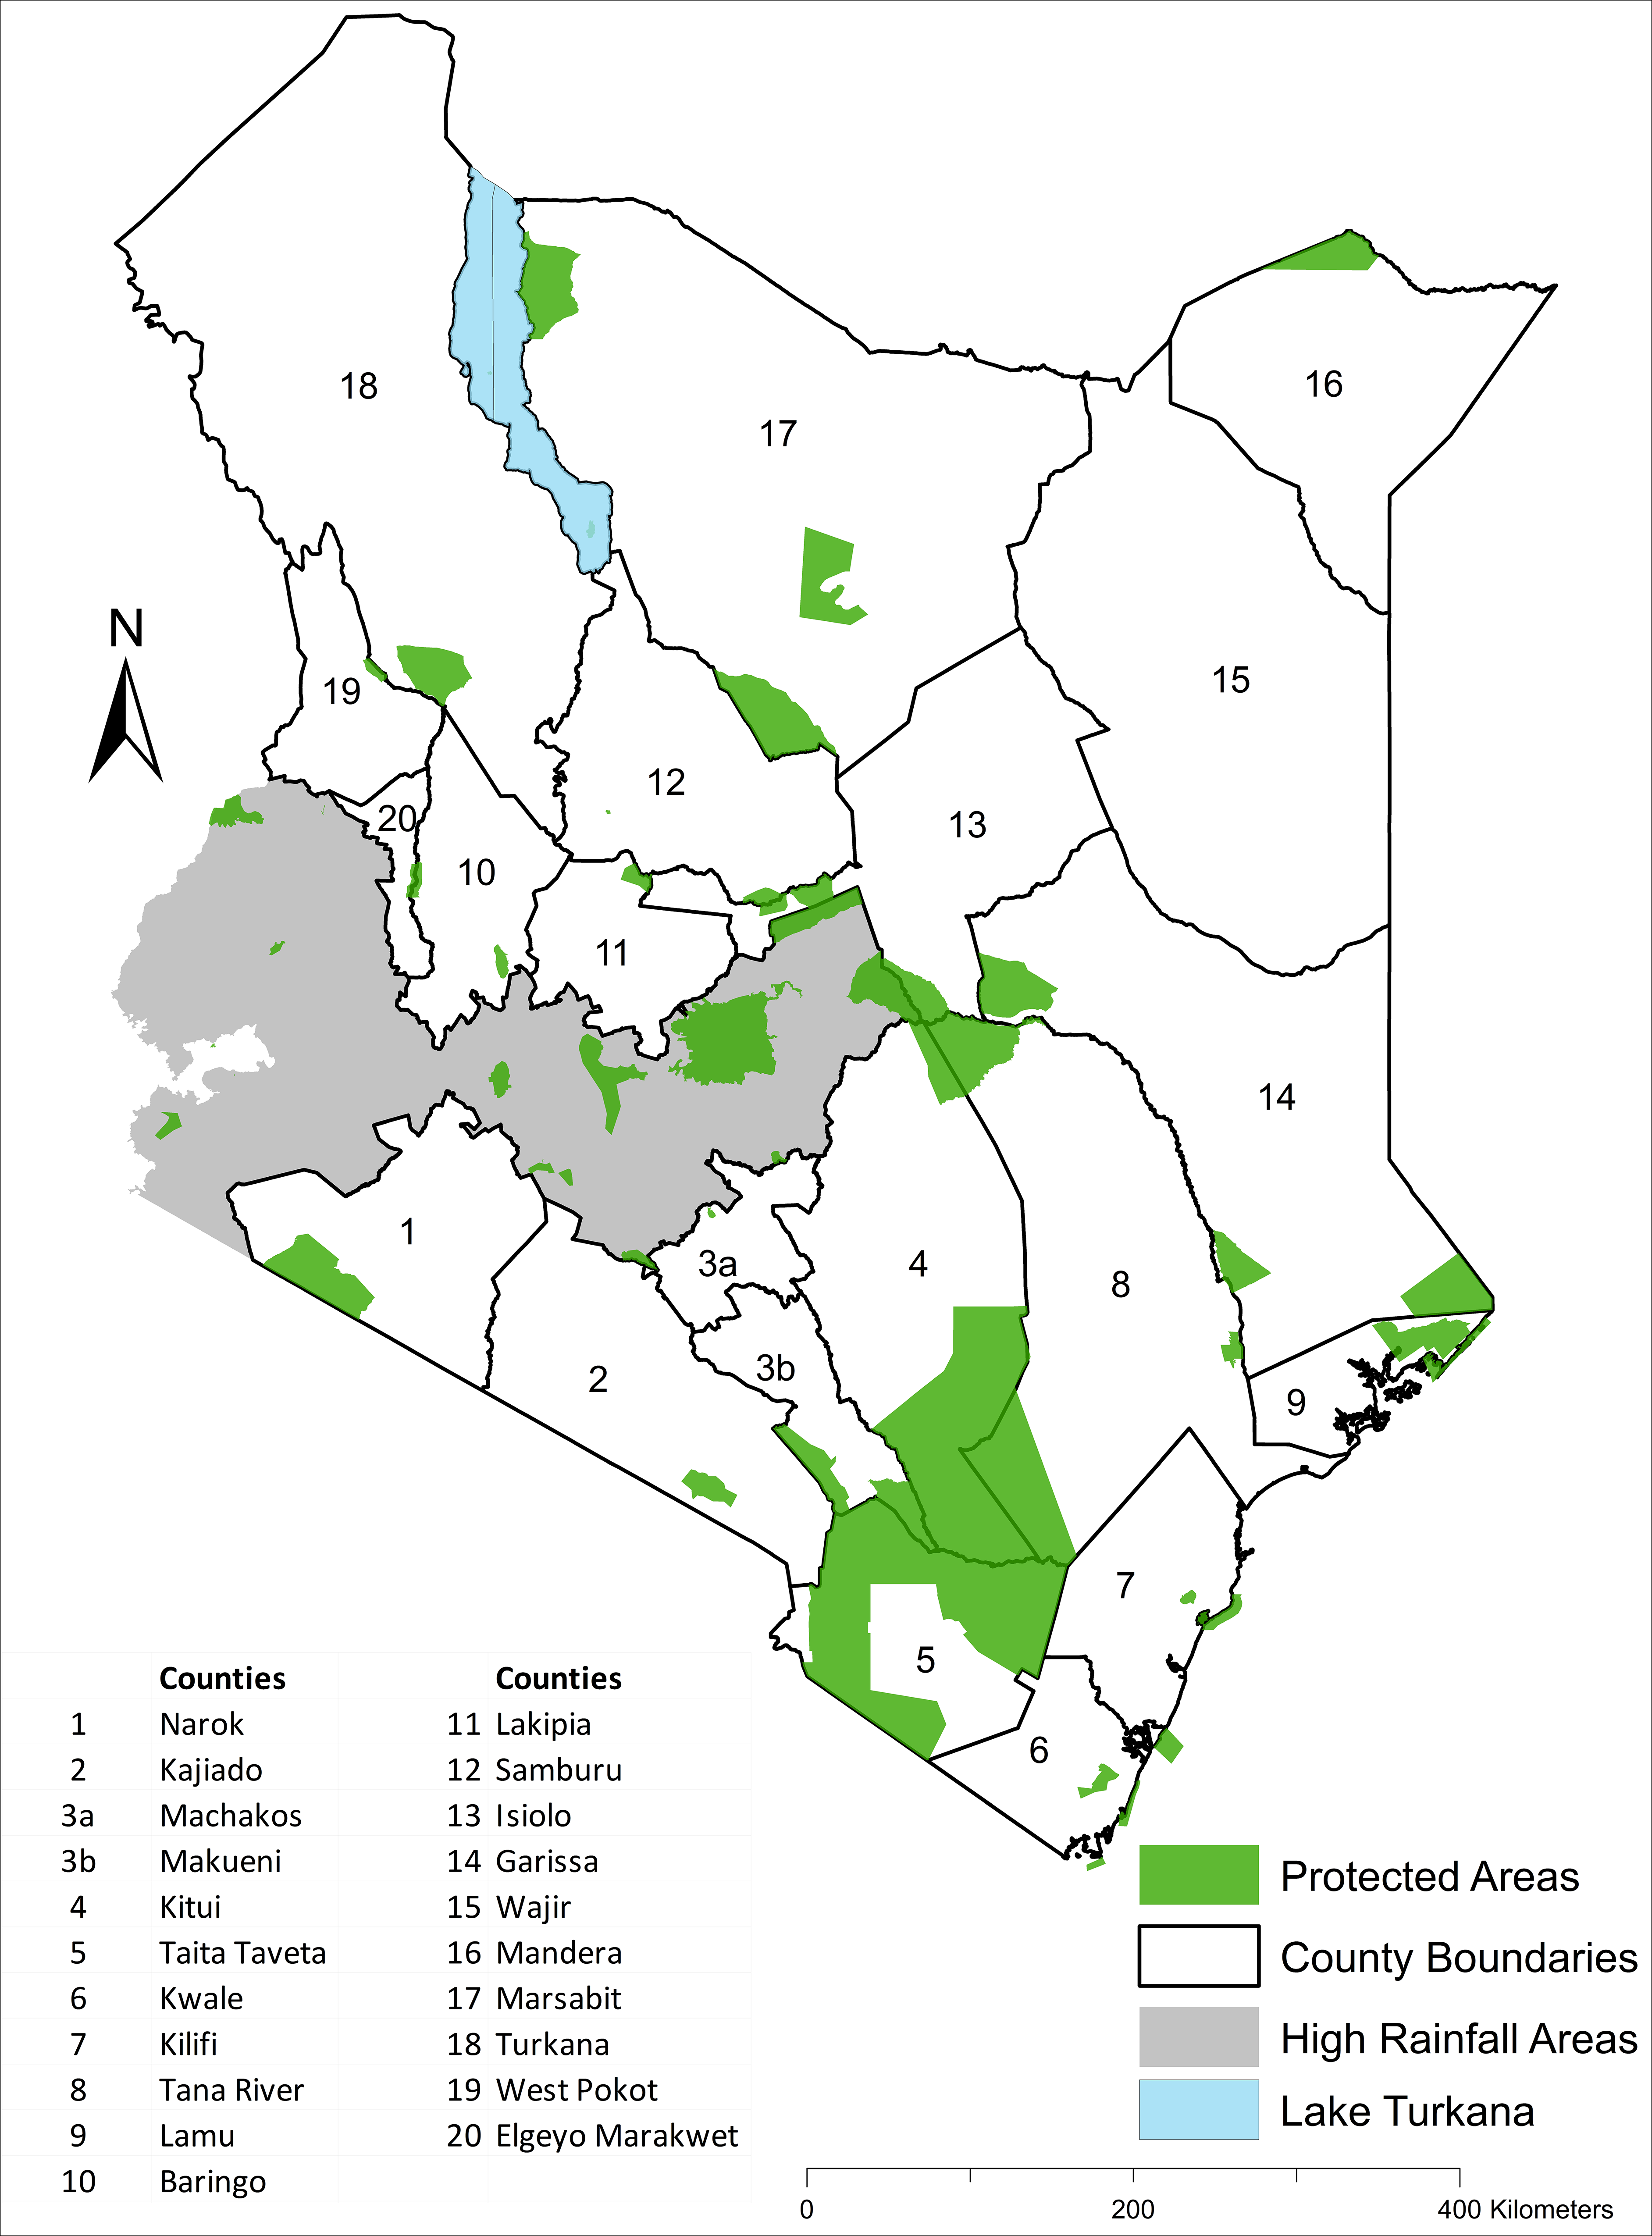 18
17
16
N
19
15
12
20
13
10
11
14
1
3a
4
8
3b
2
9
7
5
6
Counties Counties
1 Narok 11 Lakipia
2 Kajiado 12 Samburu
3a Machakos 13 Isiolo
3b Makueni 14 Garissa
4 Kitui 15 Wajir
5 Taita Taveta 16 Mandera
6 Kwale 17 Marsabit
7 Kilifi 18 Turkana
8 Tana River 19 West Pokot
9 Lamu 20 Elgeyo Marakwet
10 Baringo
Protected Areas
County Boundaries
High Rainfall Areas
Lake Turkana
0 200 400 Kilometers